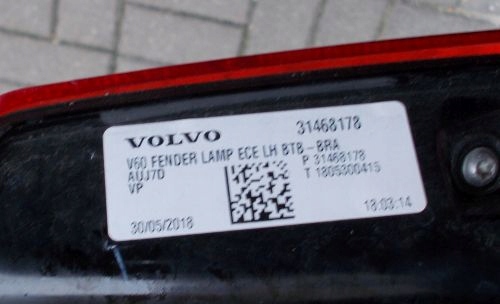 VOLVO 31468178
V60 FENDER LAMP ECE LH BTB-BRA
AUJ7D P 31468178
VP T 1805300415
30/05/2018 18:03:14